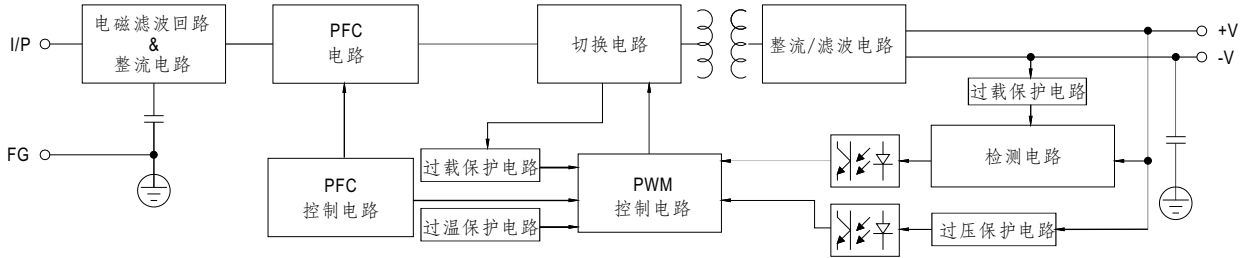 电磁滤波回路
&
整流电路
I/P
PFC
电路
切换电路
整流/滤波电路
+V
-V
过载保护电路
FG
PFC
控制电路
过载保护电路
过温保护电路
PWM
控制电路
检测电路
过压保护电路